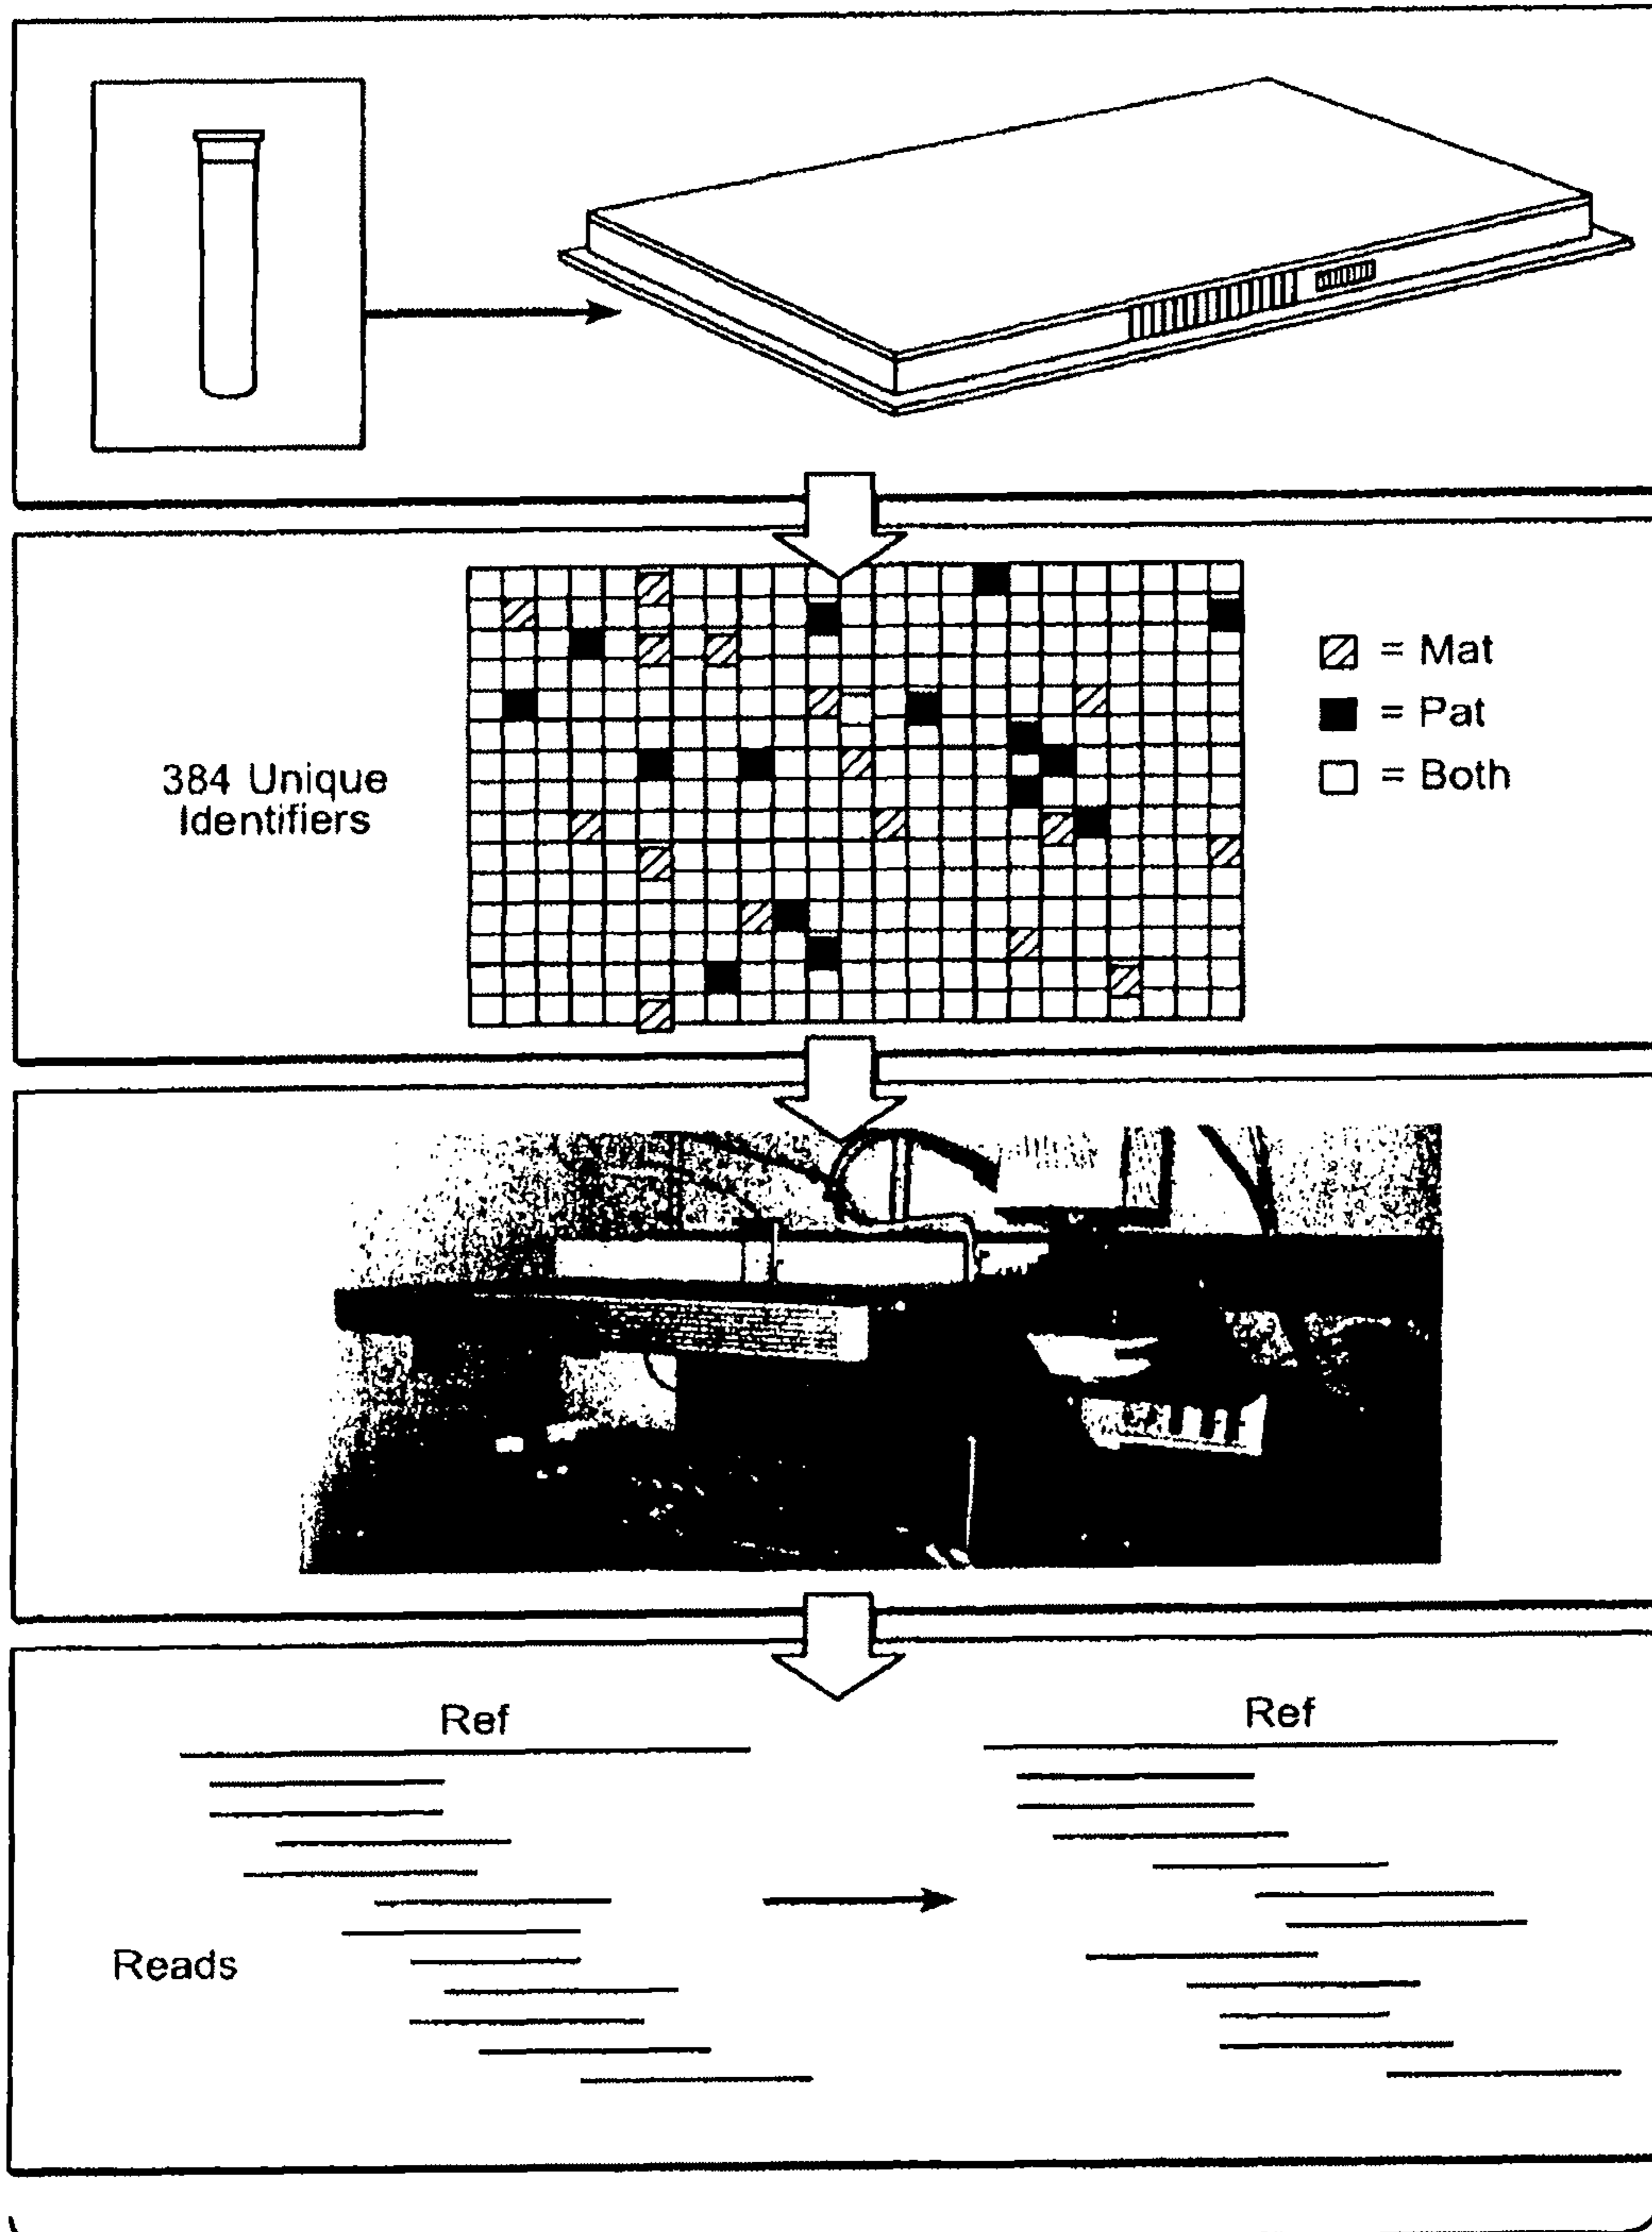 384 Unique
Identifiers
= Mat
= Pat
= Both
Ref
Ref
Reads